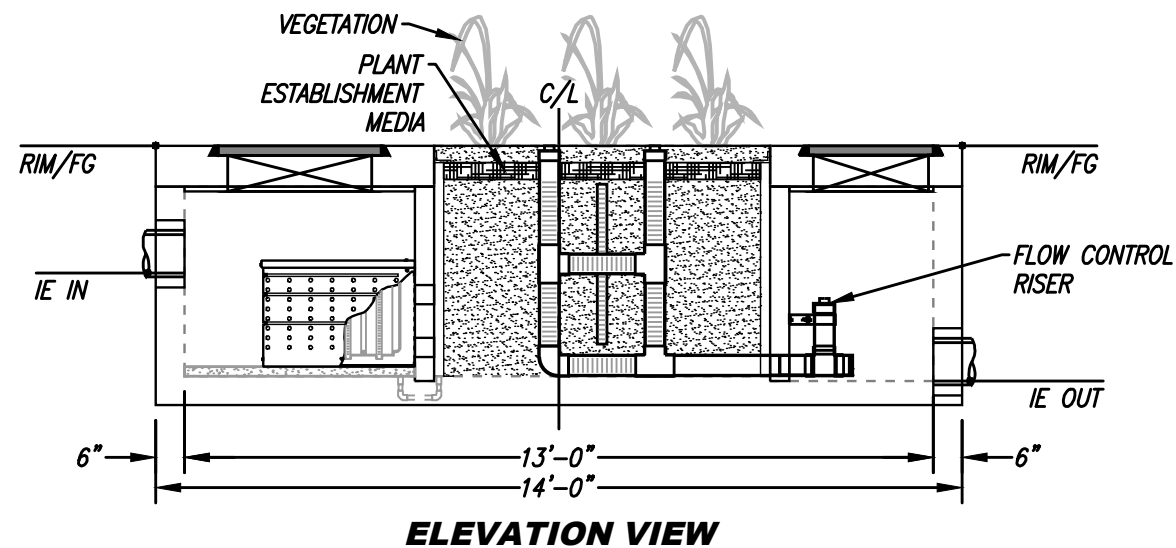 VEGETATION
PLANT
ESTABLISHMENT
MEDIA
C/L
RIM/FG
RIM/FG
FLOW CONTROL
RISER
IE IN
IE OUT
6"
13'-0"
6"
14'-0"
ELEVATION VIEW